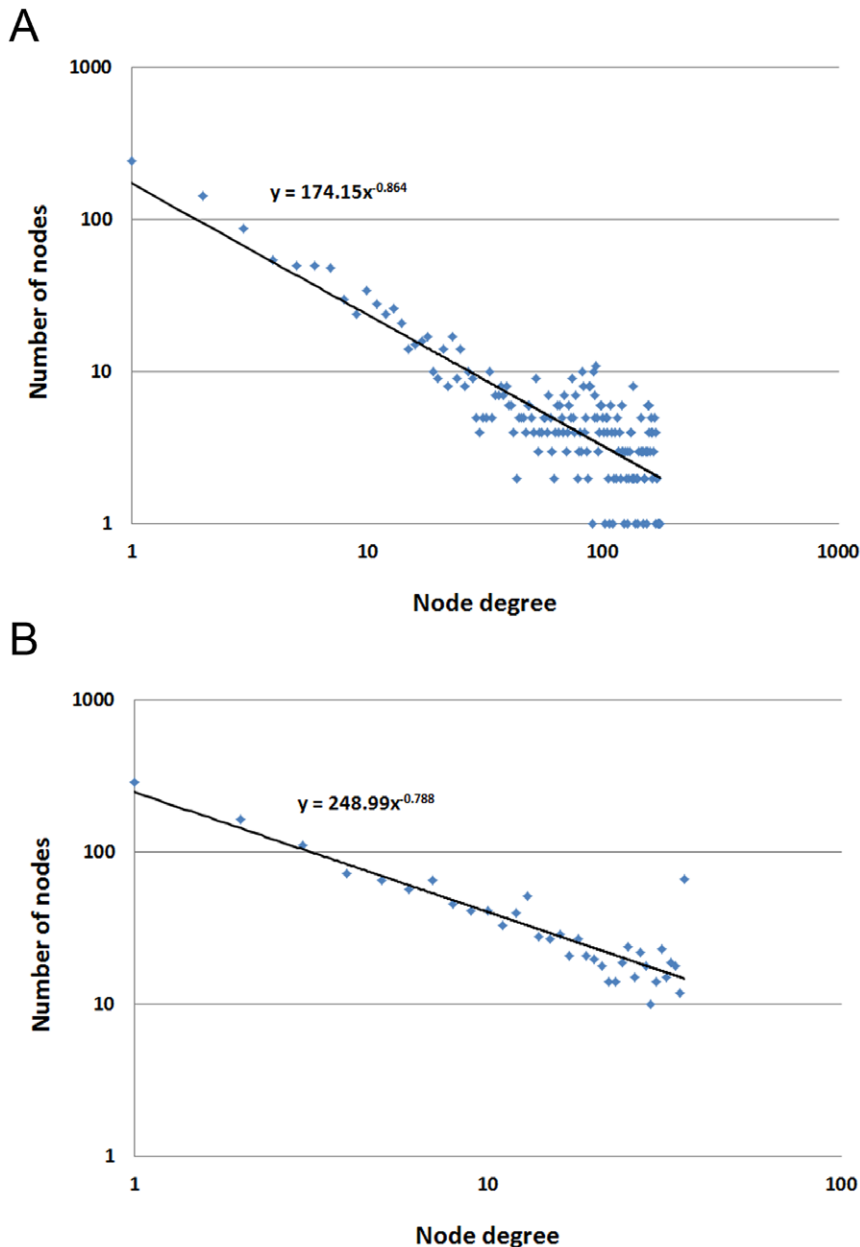 A
1000
y = 174.15x^-0.864
100
Number of nodes
10
1
1 10 100 1000
Node degree
B
1000
y = 248.99x^-0.788
100
Number of nodes
10
1
1 10 100
Node degree